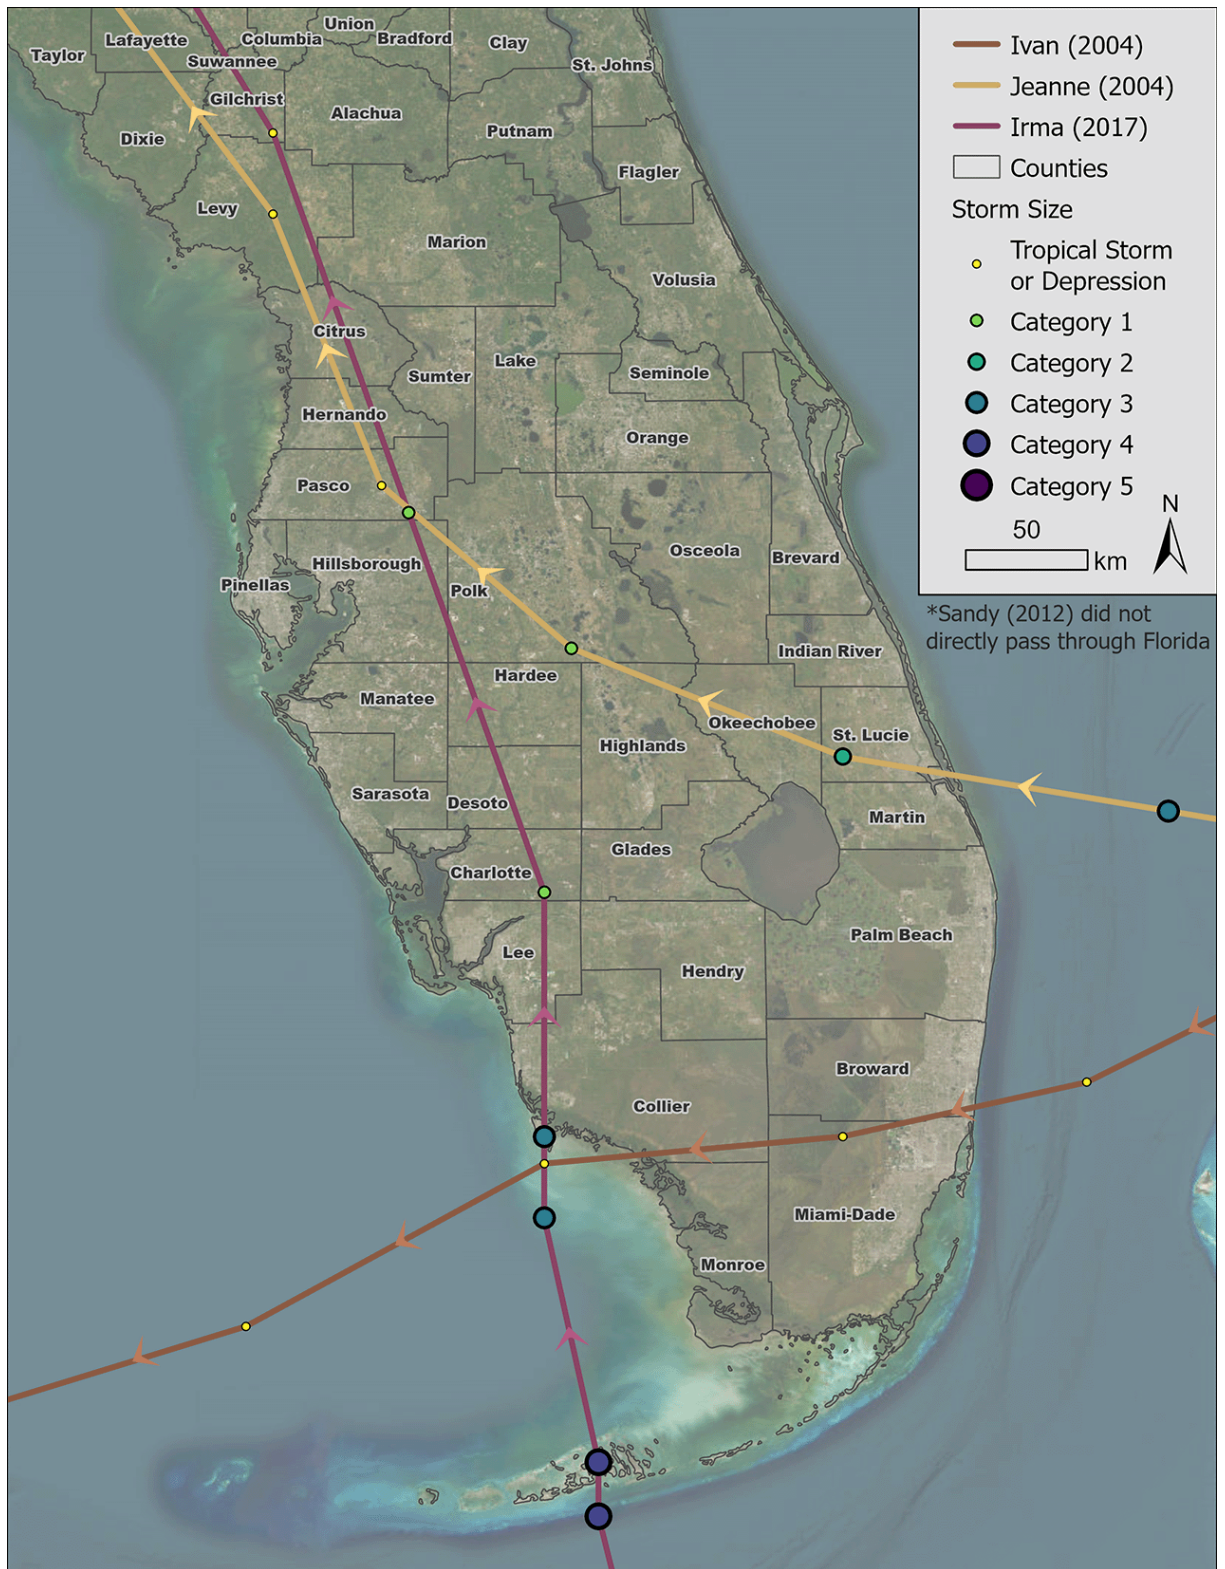 Union
Lafayette
Columbia
Bradford
Clay
Taylor
Suwannee
St. Johns
Gilchrist
Alachua
Dixie
Putnam
Flagler
Levy
Marion
Volusia
Citrus
Lake
Sumter
Seminole
Hernando
Orange
Pasco
Osceola
Brevard
Hillsborough
Pinellas
Polk
Indian River
Hardee
Manatee
Okeechobee
St. Lucie
Highlands
Sarasota
Desoto
Martin
Glades
Charlotte
Palm Beach
Lee
Hendry
Broward
Collier
Miami-Dade
Monroe
Ivan (2004)
Jeanne (2004)
Irma (2017)
Counties
Storm Size
Tropical Storm
or Depression
Category 1
Category 2
Category 3
Category 4
Category 5
N
50
km
*Sandy (2012) did not
directly pass through Florida